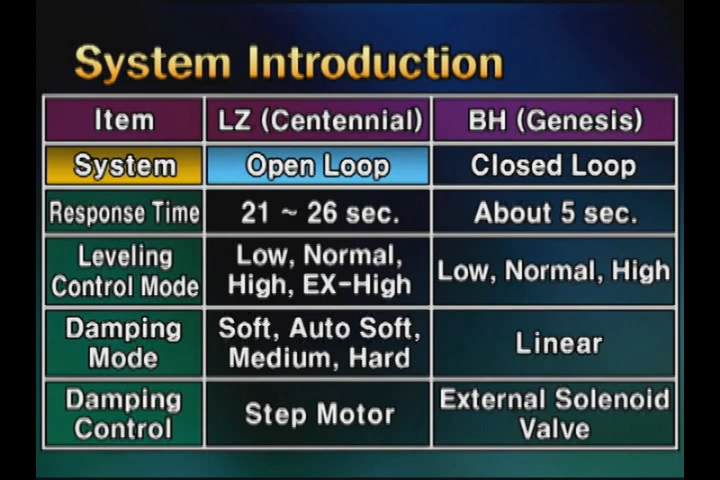 System Introduction
Item LZ (Centennial) BH (Genesis)
System Open Loop Closed Loop
Response Time 21 ~ 26 sec. About 5 sec.
Leveling Control Mode Low, Normal, High, EX-High Low, Normal, High
Damping Mode Soft, Auto Soft, Medium, Hard Linear
Damping Control Step Motor External Solenoid Valve